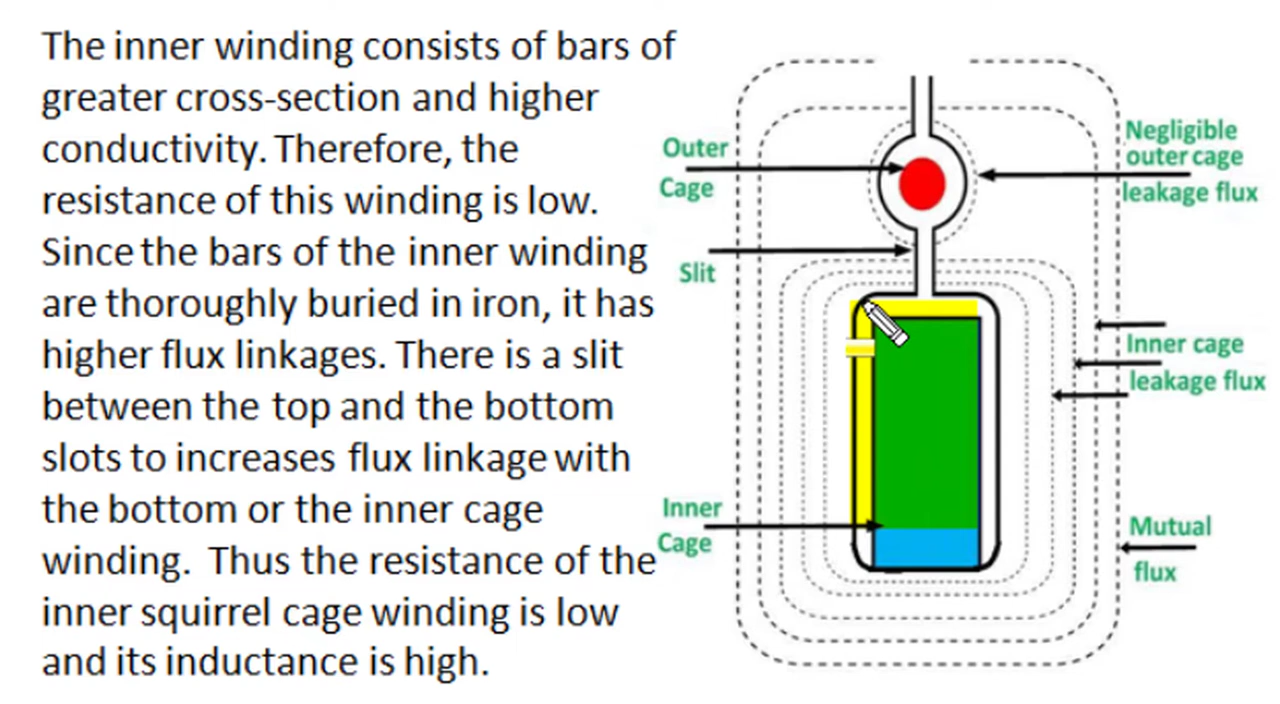 The inner winding consists of bars of
greater cross-section and higher
conductivity. Therefore, the
resistance of this winding is low.
Since the bars of the inner winding
are thoroughly buried in iron, it has
higher flux linkages. There is a slit
between the top and the bottom
slots to increases flux linkage with
the bottom or the inner cage
winding. Thus the resistance of the
inner squirrel cage winding is low
and its inductance is high.
Outer
Cage
Slit
Inner
Cage
Negligible
outer cage
leakage flux
Inner cage
leakage flux
Mutual
flux